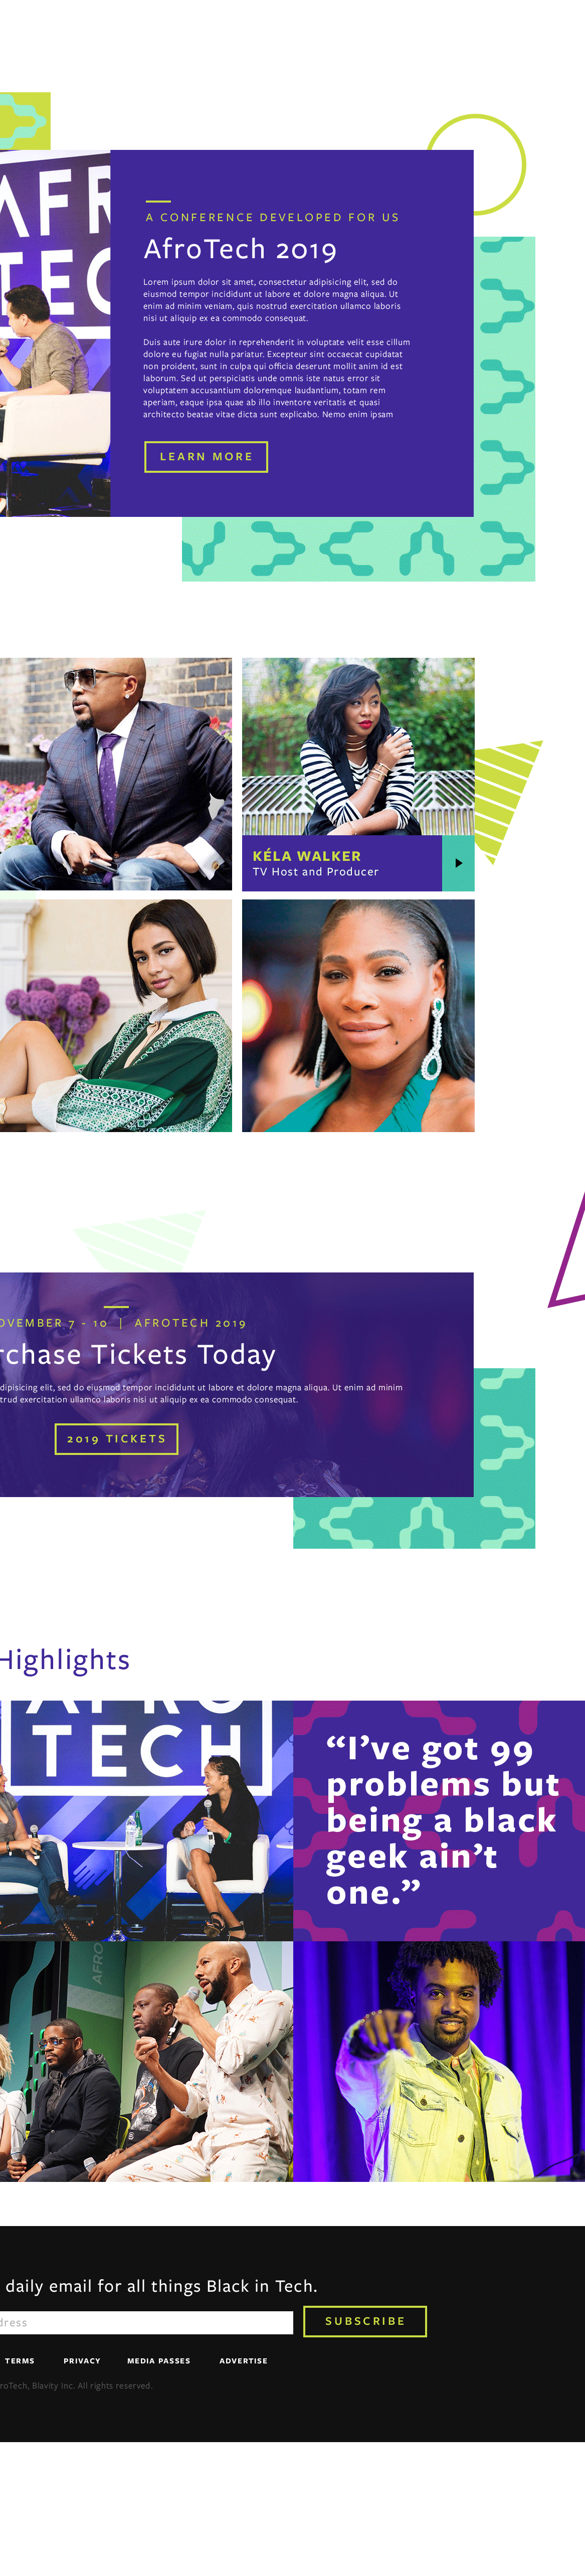 AFR
TEC
A CONFERENCE DEVELOPED FOR US
AfroTech 2019
Lorem ipsum dolor sit amet, consectetur adipisicing elit, sed do
eiusmod tempor incididunt ut labore et dolore magna aliqua. Ut
enim ad minim veniam, quis nostrud exercitation ullamco laboris
nisi ut aliquip ex ea commodo consequat.
Duis aute irure dolor in reprehenderit in voluptate velit esse cillum
dolore eu fugiat nulla pariatur. Excepteur sint occaecat cupidatat
non proident, sunt in culpa qui officia deserunt mollit anim id est
laborum. Sed ut perspiciatis unde omnis iste natus error sit
voluptatem accusantium doloremque laudantium, totam rem
aperiam, eaque ipsa quae ab illo inventore veritatis et quasi
architecto beatae vitae dicta sunt explicabo. Nemo enim ipsam
LEARN MORE
KÉLA WALKER
TV Host and Producer
OVEMBER 7 - 10 | AFROTECH 2019
rchase Tickets Today
dipisicing elit, sed do eiusmod tempor incididunt ut labore et dolore magna aliqua. Ut enim ad minim
trud exercitation ullamco laboris nisi ut aliquip ex ea commodo consequat.
2019 TICKETS
Highlights
AFRO
TECH
“I’ve got 99
problems but
being a black
geek ain’t
one.”
AFRO
daily email for all things Black in Tech.
dress
SUBSCRIBE
TERMS PRIVACY MEDIA PASSES ADVERTISE
roTech, Blavity Inc. All rights reserved.